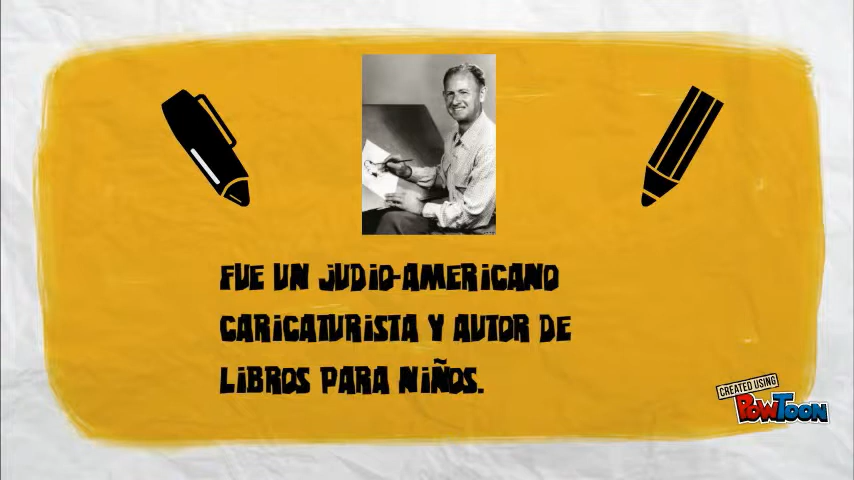 FUE UN JUDIO-AMERICANO
CARICATURISTA Y AUTOR DE
LIBROS PARA NIÑOS.
CREATED USING
POWTOON